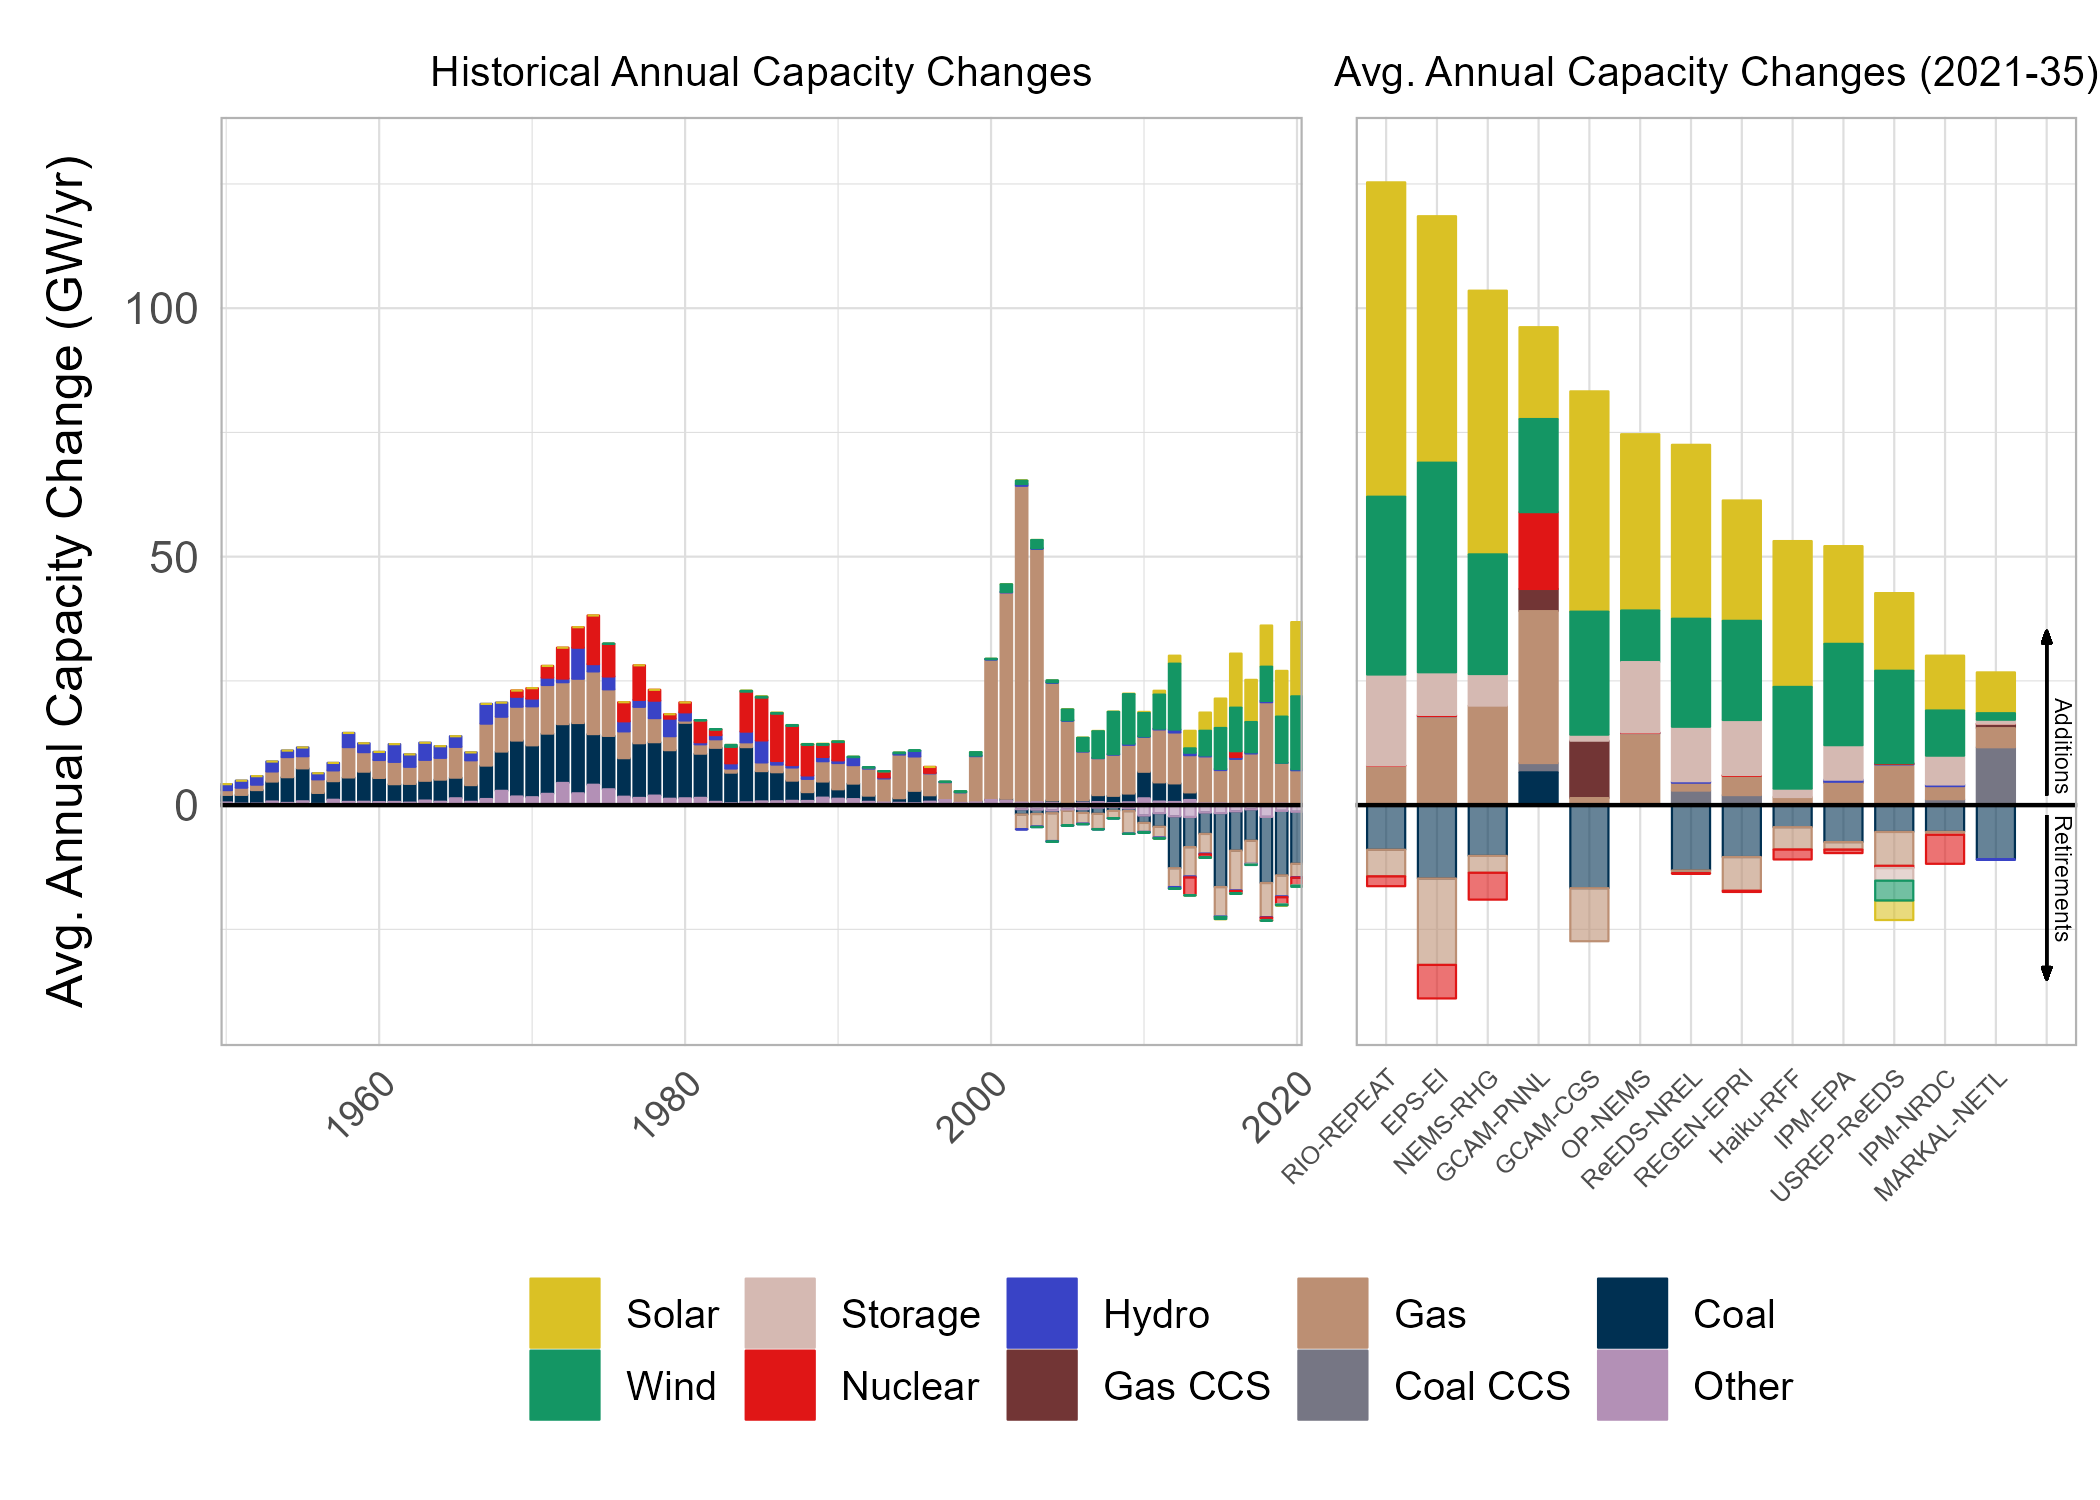 Historical Annual Capacity Changes
Avg. Annual Capacity Changes (2021-35)
Avg. Annual Capacity Change (GW/yr)
100
50
0
1960
1980
2000
2020
RIO-REPEAT
EPS-EI
NEMS-RHG
GCAM-PNNL
GCAM-CGS
OP-NEMS
ReEDS-NREL
REGEN-EPRI
Haiku-RFF
IPM-EPA
USREP-ReEDS
IPM-NRDC
MARKAL-NETL
Additions
Retirements
Solar
Storage
Hydro
Gas
Coal
Wind
Nuclear
Gas CCS
Coal CCS
Other